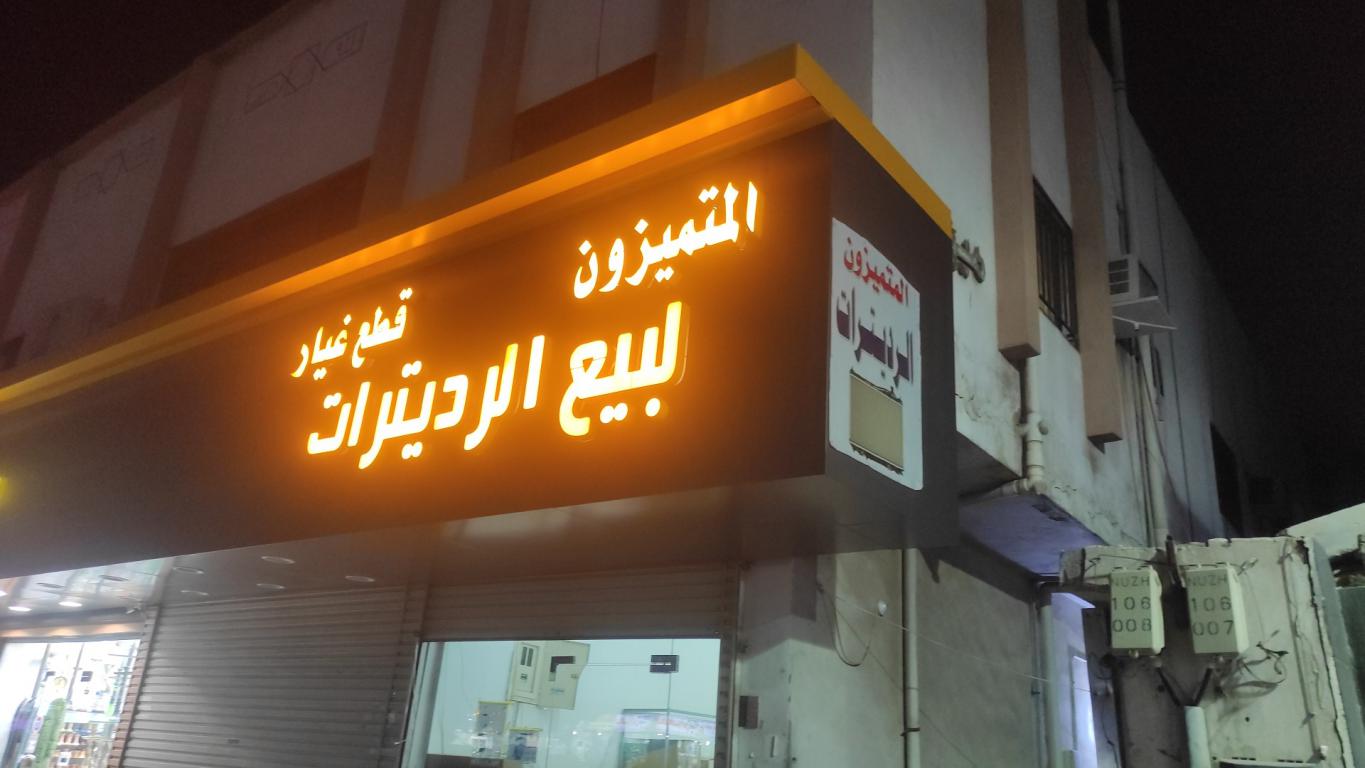 المتميزون
قطع غيار
لبيع الرديترات
المتميزون
الرديترات
NUZH
106
008
NUZH
106
007